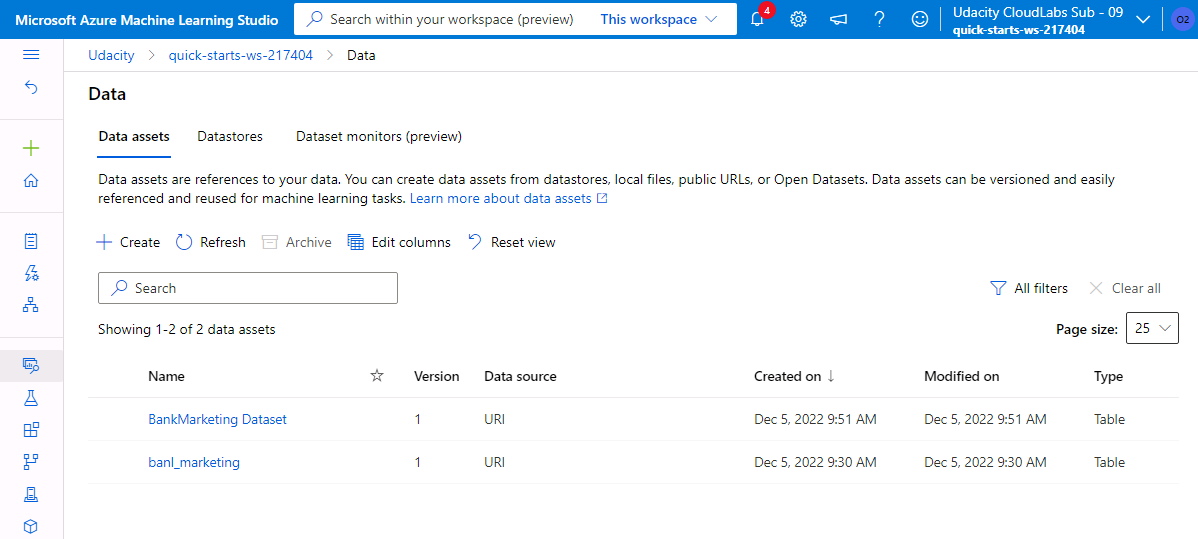 Microsoft Azure Machine Learning Studio
Search within your workspace (preview) This workspace
4
Udacity CloudLabs Sub - 09
quick-starts-ws-217404
O2
Udacity > quick-starts-ws-217404 > Data
Data
Data assets Datastores Dataset monitors (preview)
Data assets are references to your data. You can create data assets from datastores, local files, public URLs, or Open Datasets. Data assets can be versioned and easily
referenced and reused for machine learning tasks. Learn more about data assets
Create Refresh Archive Edit columns Reset view
Search
All filters Clear all
Showing 1-2 of 2 data assets
Page size: 25
Name Version Data source Created on ↓ Modified on Type
BankMarketing Dataset 1 URI Dec 5, 2022 9:51 AM Dec 5, 2022 9:51 AM Table
banl_marketing 1 URI Dec 5, 2022 9:30 AM Dec 5, 2022 9:30 AM Table